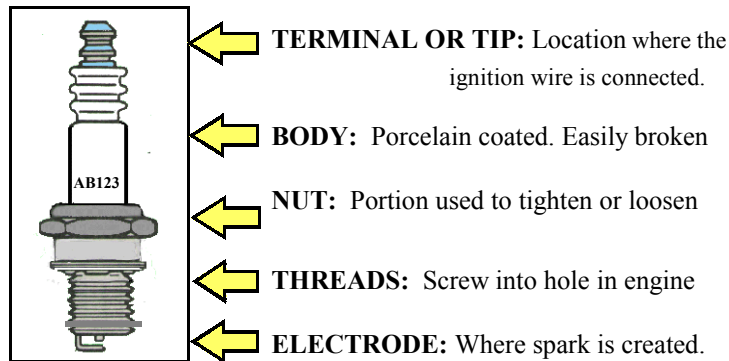 TERMINAL OR TIP: Location where the
ignition wire is connected.
BODY: Porcelain coated. Easily broken
AB123
NUT: Portion used to tighten or loosen
THREADS: Screw into hole in engine
ELECTRODE: Where spark is created.